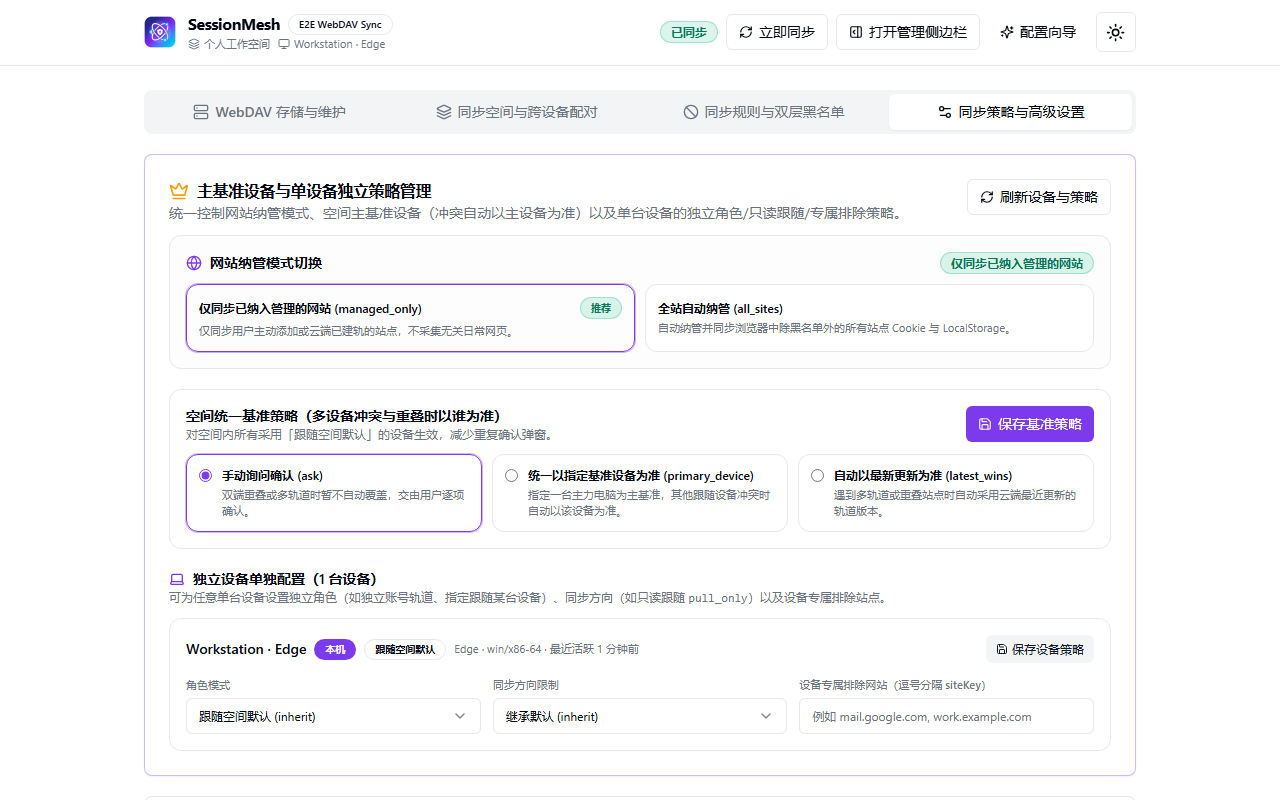 SessionMesh E2E WebDAV Sync
个人工作空间 Workstation · Edge
已同步 立即同步 打开管理侧边栏 配置向导
WebDAV 存储与维护 同步空间与跨设备配对 同步规则与双层黑名单 同步策略与高级设置
主基准设备与单设备独立策略管理
统一控制网站纳管模式、空间主基准设备（冲突自动以主设备为准）以及单台设备的独立角色/只读跟随/专属排除策略。
刷新设备与策略
网站纳管模式切换
仅同步已纳入管理的网站
仅同步已纳入管理的网站 (managed_only)
推荐
仅同步用户主动添加或云端已建轨的站点，不采集无关日常网页。
全站自动纳管 (all_sites)
自动纳管并同步浏览器中除黑名单外的所有站点 Cookie 与 LocalStorage。
空间统一基准策略（多设备冲突与重叠时以谁为准）
对空间内所有采用「跟随空间默认」的设备生效，减少重复确认弹窗。
保存基准策略
手动询问确认 (ask)
双端重叠或多轨道时暂不自动覆盖，交由用户逐项
确认。
统一以指定基准设备为准 (primary_device)
指定一台主力电脑为主基准，其他跟随设备冲突时
自动以该设备为准。
自动以最新更新为准 (latest_wins)
遇到多轨道或重叠站点时自动采用云端最近更新的
轨道版本。
独立设备单独配置（1 台设备）
可为任意单台设备设置独立角色（如独立账号轨道、指定跟随某台设备）、同步方向（如只读跟随 pull_only）以及设备专属排除站点。
Workstation · Edge 本机 跟随空间默认 Edge · win/x86-64 · 最近活跃 1 分钟前
保存设备策略
角色模式
跟随空间默认 (inherit)
同步方向限制
继承默认 (inherit)
设备专属排除网站（逗号分隔 siteKey）
例如 mail.google.com, work.example.com